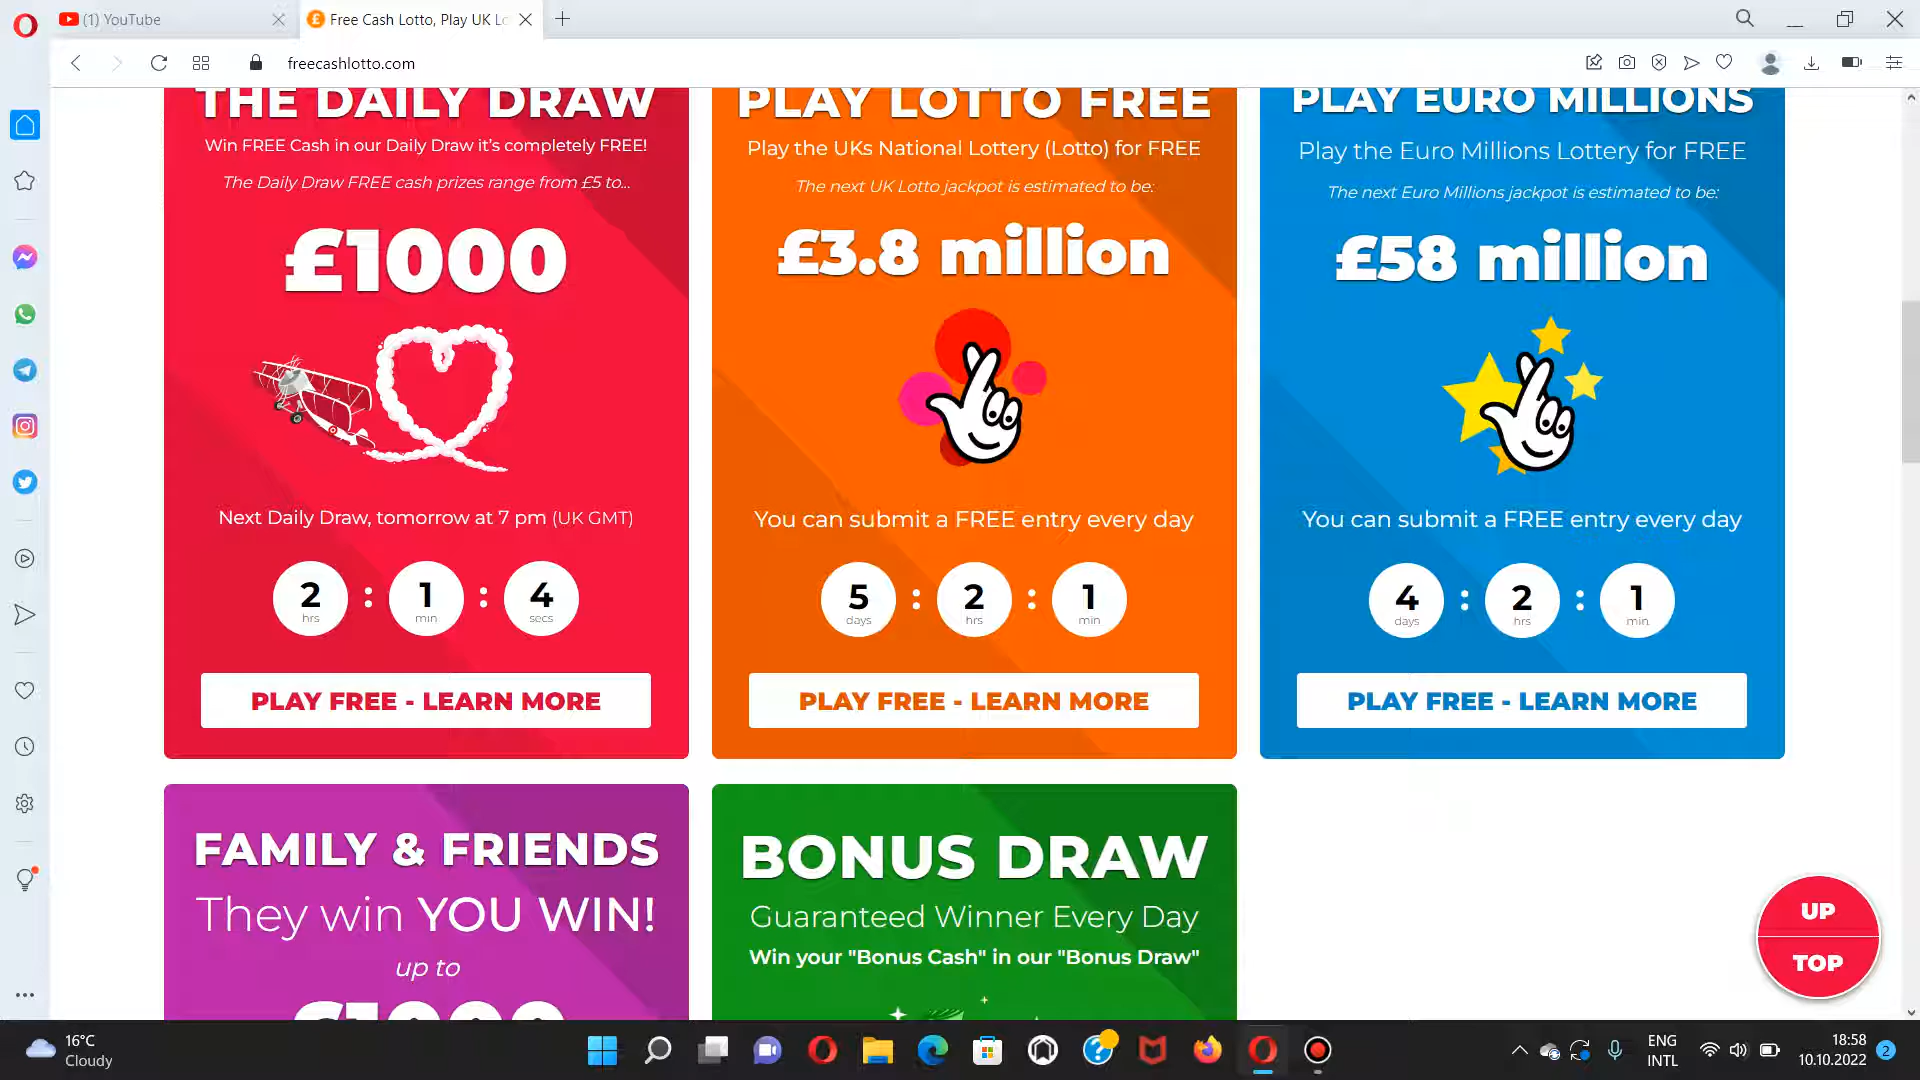 (1) YouTube
Free Cash Lotto, Play UK Lo
freecashlotto.com
THE DAILY DRAW
Win FREE Cash in our Daily Draw it's completely FREE!
The Daily Draw FREE cash prizes range from £5 to...
£1000
Next Daily Draw, tomorrow at 7 pm (UK GMT)
2 : 1 : 4
hrs min secs
PLAY FREE - LEARN MORE
PLAY LOTTO FREE
Play the UKs National Lottery (Lotto) for FREE
The next UK Lotto jackpot is estimated to be:
£3.8 million
You can submit a FREE entry every day
5 : 2 : 1
days hrs min
PLAY FREE - LEARN MORE
PLAY EURO MILLIONS
Play the Euro Millions Lottery for FREE
The next Euro Millions jackpot is estimated to be:
£58 million
You can submit a FREE entry every day
4 : 2 : 1
days hrs min
PLAY FREE - LEARN MORE
FAMILY & FRIENDS
They win YOU WIN!
up to
£1000
BONUS DRAW
Guaranteed Winner Every Day
Win your "Bonus Cash" in our "Bonus Draw"
UP
TOP
16°C
Cloudy
ENG
INTL
18:58
10.10.2022
2